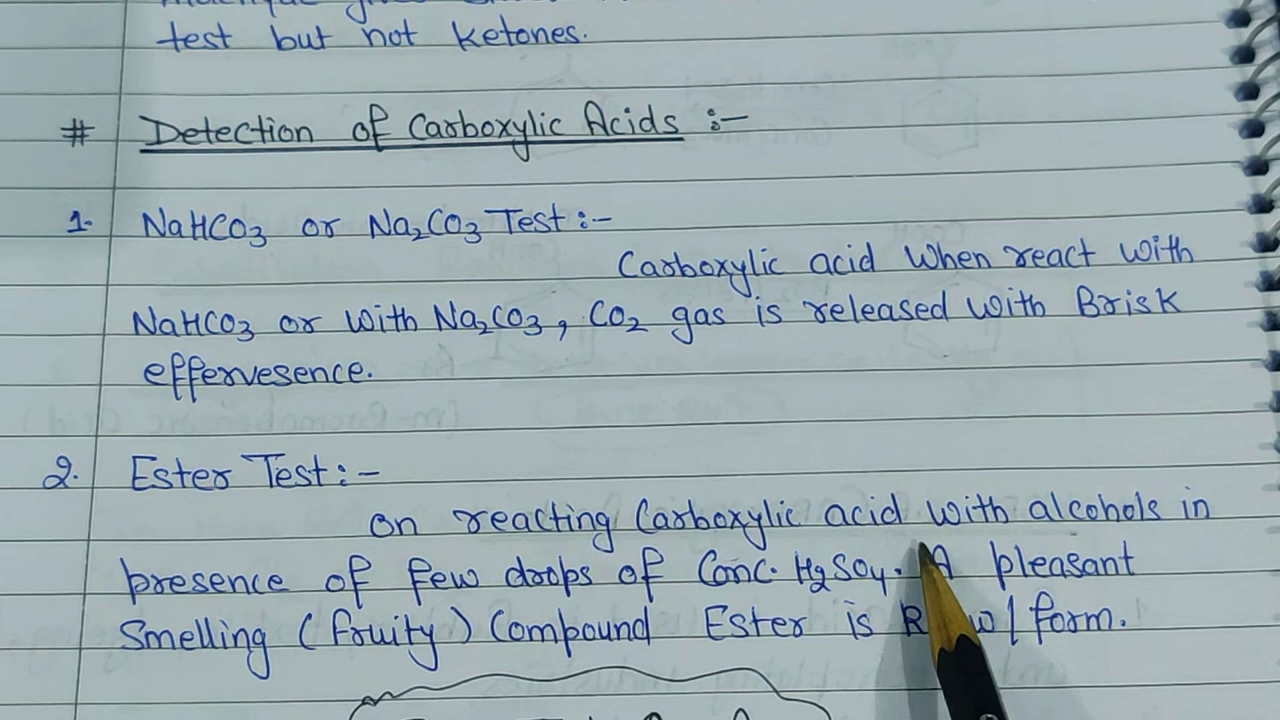 test but not ketones.
# Detection of Carboxylic Acids :-
1. NaHCO3 or Na2CO3 Test :-
Carboxylic acid When react with
NaHCO3 or with Na2CO3, CO2 gas is released with Brisk
effervesence.
2. Ester Test :-
on reacting Carboxylic acid with alcohols in
presence of few drops of Conc. H2SO4. A pleasant
Smelling (fruity) Compound Ester is / form.